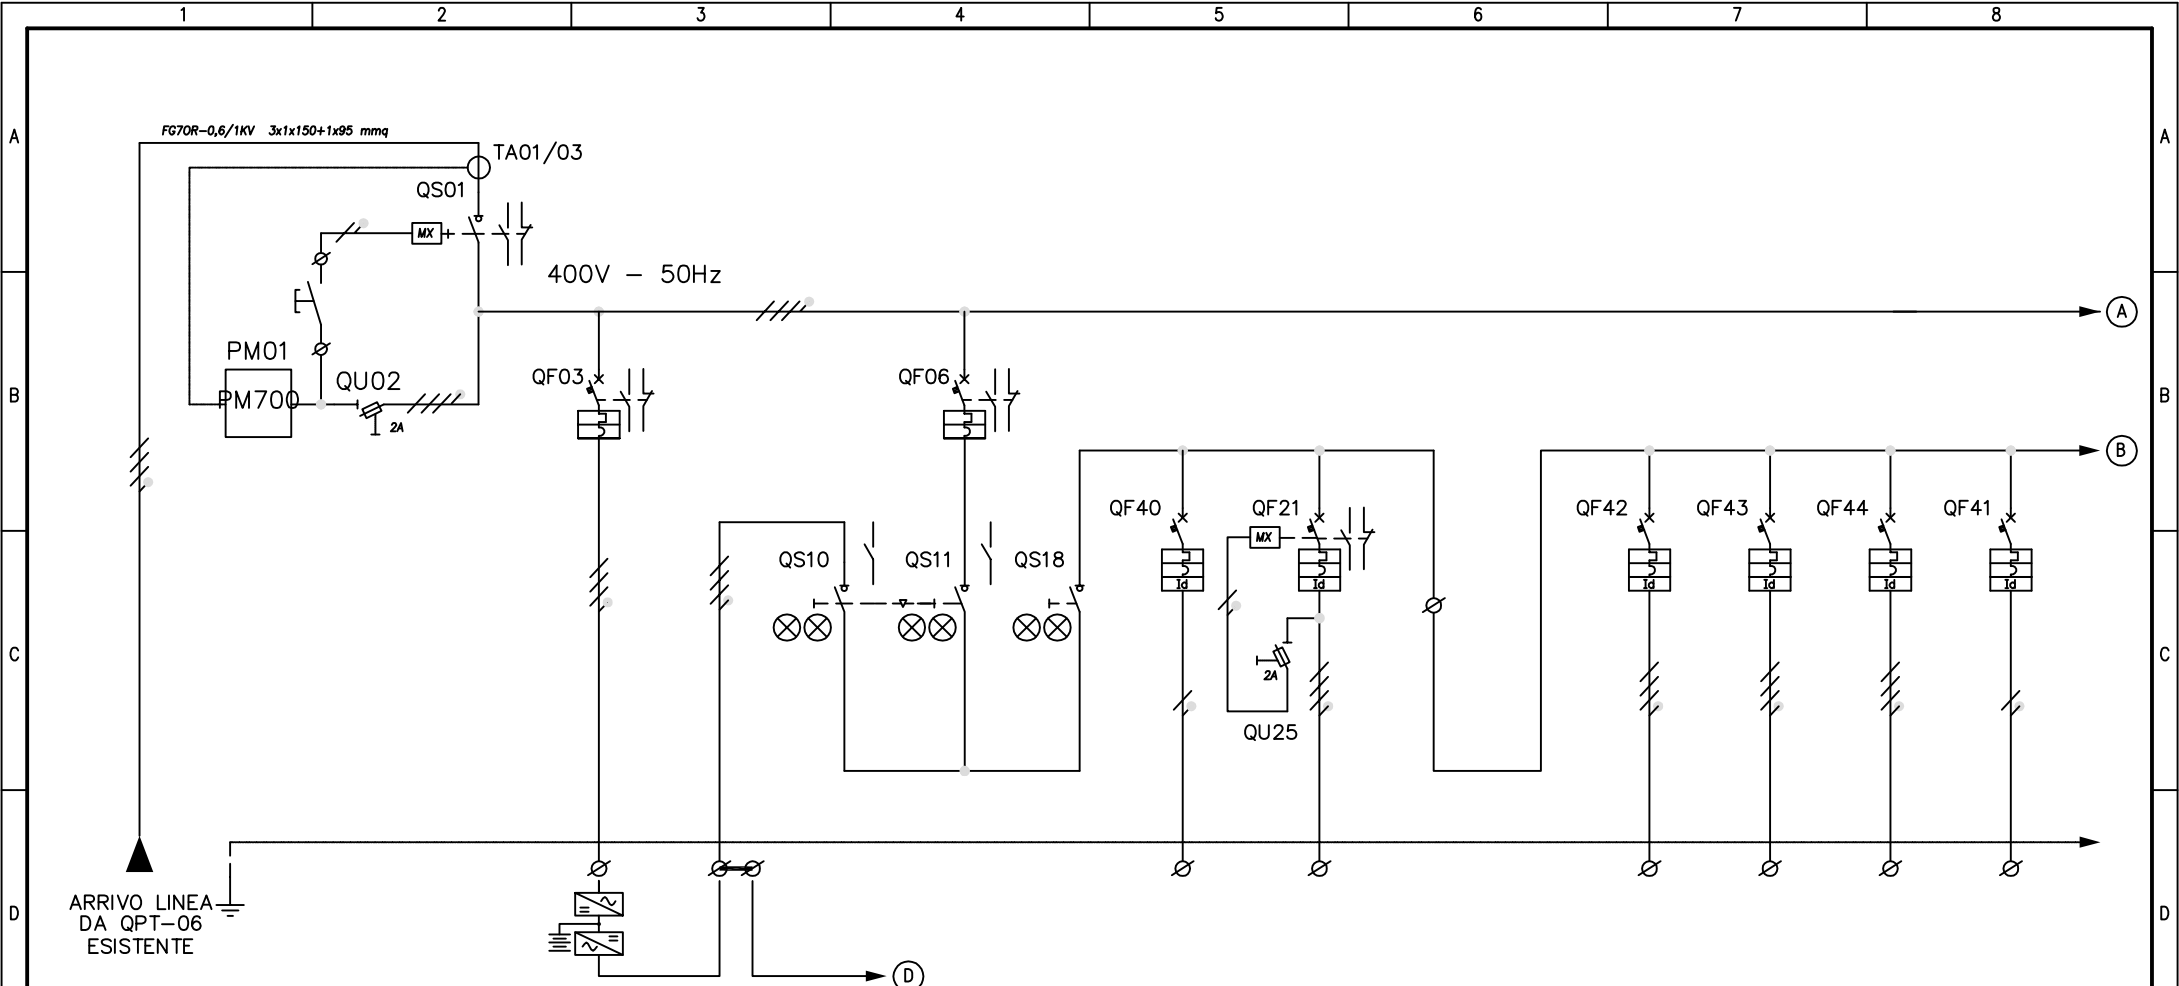 1 2 3 4 5 6 7 8
A A
FG7OR-0,6/1KV 3x1x150+1x95 mmq
TA01/03
QS01
MX
400V - 50Hz
A
PM01
PM700
QU02
2A
QF03
QF06
B B
B
QF40
QF21
QF42
QF43
QF44
QF41
MX
QS10
QS11
QS18
Id
Id
Id
Id
Id
Id
C C
2A
QU25
ARRIVO LINEA
DA QPT-06
ESISTENTE
D D
D